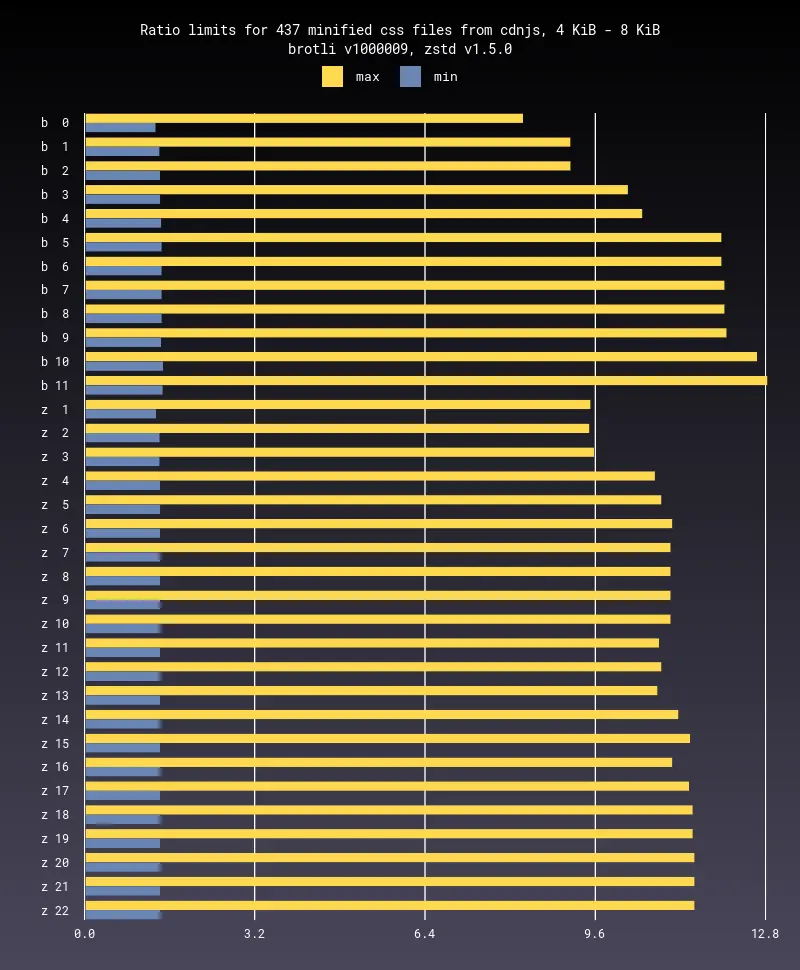 Ratio limits for 437 minified css files from cdnjs, 4 KiB - 8 KiB
brotli v1000009, zstd v1.5.0
max min
b 0
b 1
b 2
b 3
b 4
b 5
b 6
b 7
b 8
b 9
b 10
b 11
z 1
z 2
z 3
z 4
z 5
z 6
z 7
z 8
z 9
z 10
z 11
z 12
z 13
z 14
z 15
z 16
z 17
z 18
z 19
z 20
z 21
z 22
0.0 3.2 6.4 9.6 12.8